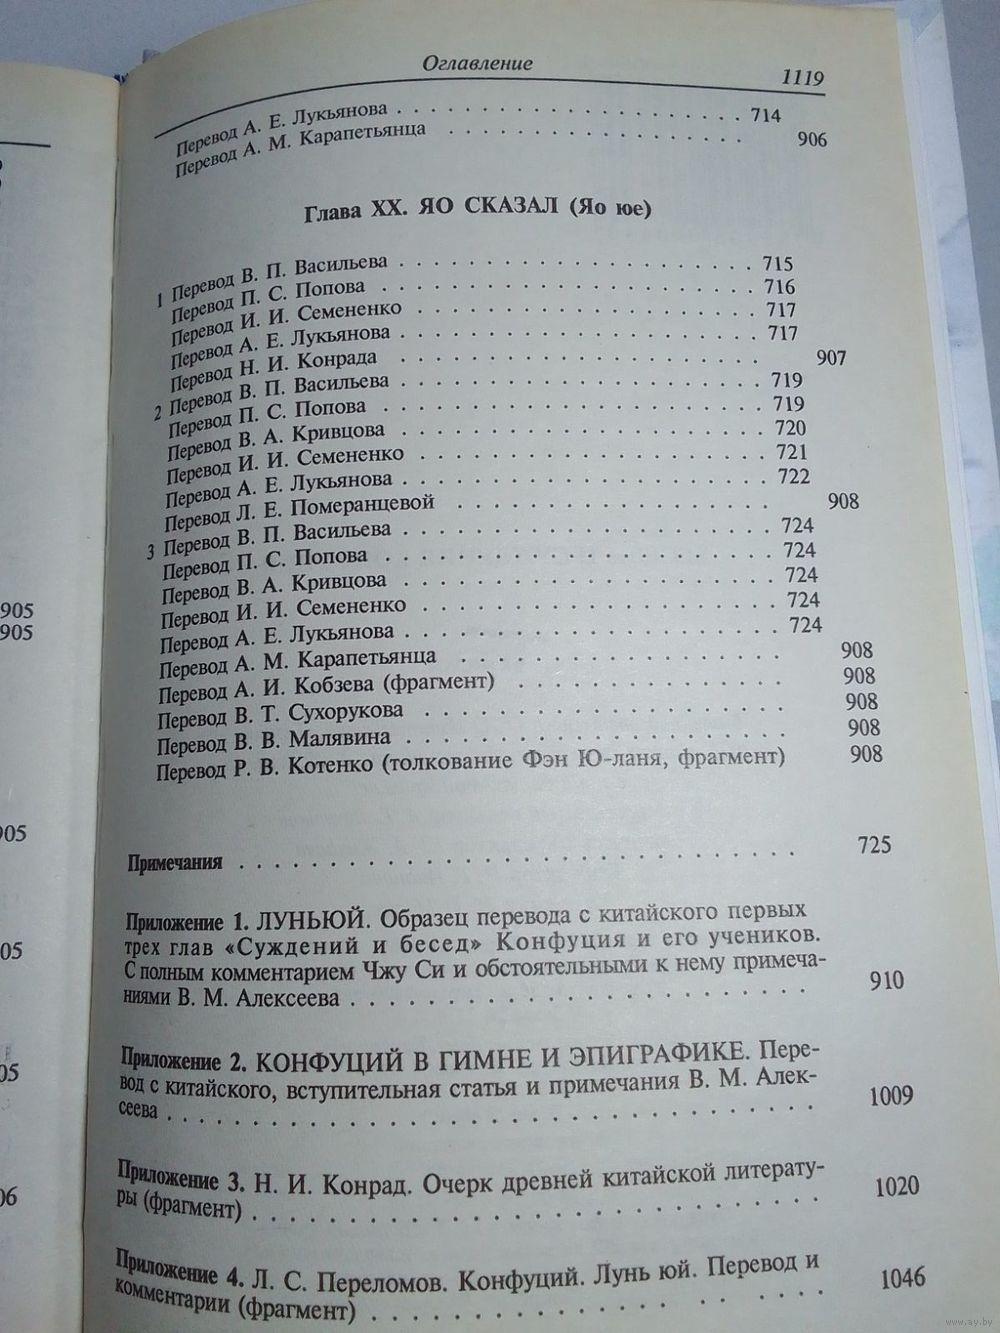 Оглавление 1119
Перевод А. Е. Лукьянова . . . . . . . . . . . . . . . . . . 714
Перевод А. М. Карапетьянца . . . . . . . . . . . . . . . . 906
Глава XX. ЯО СКАЗАЛ (Яо юе)
1 Перевод В. П. Васильева . . . . . . . . . . . . . . . . . . 715
Перевод П. С. Попова . . . . . . . . . . . . . . . . . . . 716
Перевод И. И. Семененко . . . . . . . . . . . . . . . . . . 717
Перевод А. Е. Лукьянова . . . . . . . . . . . . . . . . . . 717
Перевод Н. И. Конрада . . . . . . . . . . . . . . . . . . 907
2 Перевод В. П. Васильева . . . . . . . . . . . . . . . . . . 719
Перевод П. С. Попова . . . . . . . . . . . . . . . . . . . 719
Перевод В. А. Кривцова . . . . . . . . . . . . . . . . . . 720
Перевод И. И. Семененко . . . . . . . . . . . . . . . . . . 721
Перевод А. Е. Лукьянова . . . . . . . . . . . . . . . . . . 722
Перевод Л. Е. Померанцевой . . . . . . . . . . . . . . . . 908
3 Перевод В. П. Васильева . . . . . . . . . . . . . . . . . . 724
Перевод П. С. Попова . . . . . . . . . . . . . . . . . . . 724
Перевод В. А. Кривцова . . . . . . . . . . . . . . . . . . 724
Перевод И. И. Семененко . . . . . . . . . . . . . . . . . . 724
Перевод А. Е. Лукьянова . . . . . . . . . . . . . . . . . . 724
Перевод А. М. Карапетьянца . . . . . . . . . . . . . . . . 908
Перевод А. И. Кобзева (фрагмент) . . . . . . . . . . . . . 908
Перевод В. Т. Сухорукова . . . . . . . . . . . . . . . . . 908
Перевод В. В. Малявина . . . . . . . . . . . . . . . . . . 908
Перевод Р. В. Котенко (толкование Фэн Ю-ланя, фрагмент) 908
Примечания . . . . . . . . . . . . . . . . . . . . . . . . 725
Приложение 1. ЛУНЬЮЙ. Образец перевода с китайского первых
трех глав «Суждений и бесед» Конфуция и его учеников.
С полным комментарием Чжу Си и обстоятельными к нему примеча-
ниями В. М. Алексеева . . . . . . . . . . . . . . . . . . . 910
Приложение 2. КОНФУЦИЙ В ГИМНЕ И ЭПИГРАФИКЕ. Пере-
вод с китайского, вступительная статья и примечания В. М. Алек-
сеева . . . . . . . . . . . . . . . . . . . . . . . . . . 1009
Приложение 3. Н. И. Конрад. Очерк древней китайской литерату-
ры (фрагмент) . . . . . . . . . . . . . . . . . . . . . . 1020
Приложение 4. Л. С. Переломов. Конфуций. Лунь юй. Перевод и
комментарии (фрагмент) . . . . . . . . . . . . . . . . . . 1046
905
905
www.ay.by